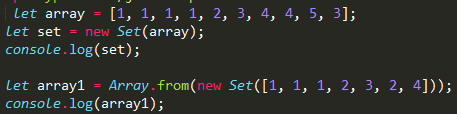 let array = [1, 1, 1, 1, 2, 3, 4, 4, 5, 3];
let set = new Set(array);
console.log(set);
let array1 = Array.from(new Set([1, 1, 1, 2, 3, 2, 4]));
console.log(array1);